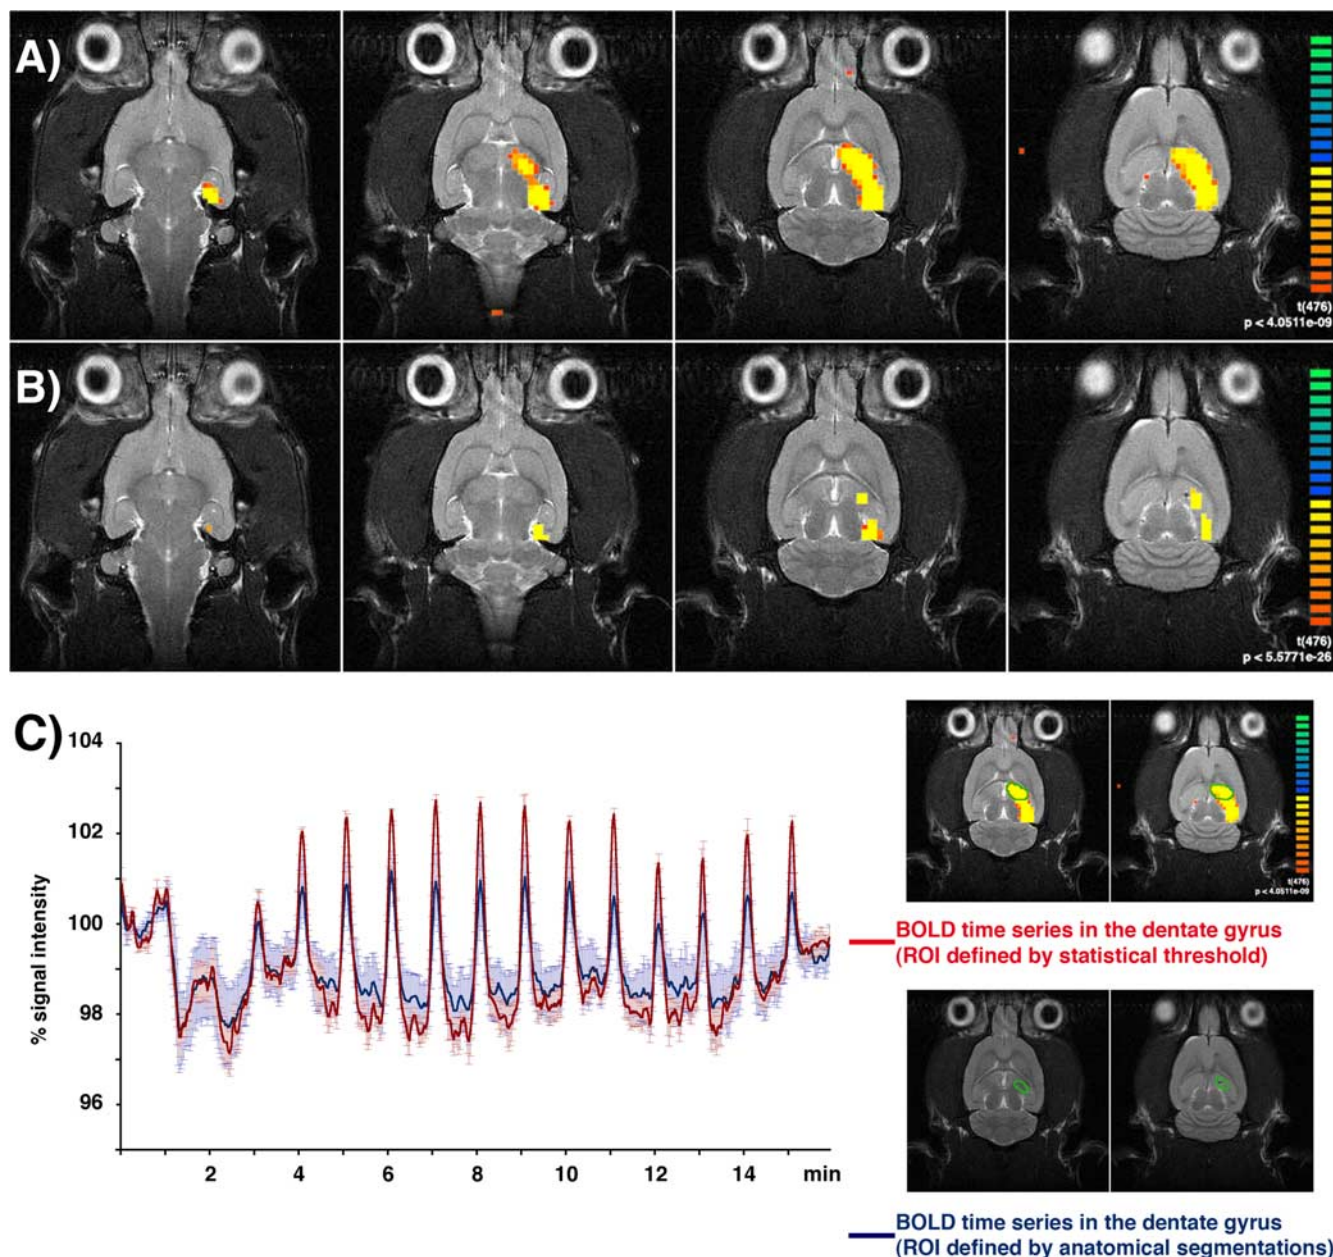 A)
t(476)
p < 4.0511e-09
B)
t(476)
p < 5.5771e-26
C)
104
102
100
98
96
% signal intensity
2
4
6
8
10
12
14
min
t(476)
p < 4.0511e-09
BOLD time series in the dentate gyrus
(ROI defined by statistical threshold)
BOLD time series in the dentate gyrus
(ROI defined by anatomical segmentations)